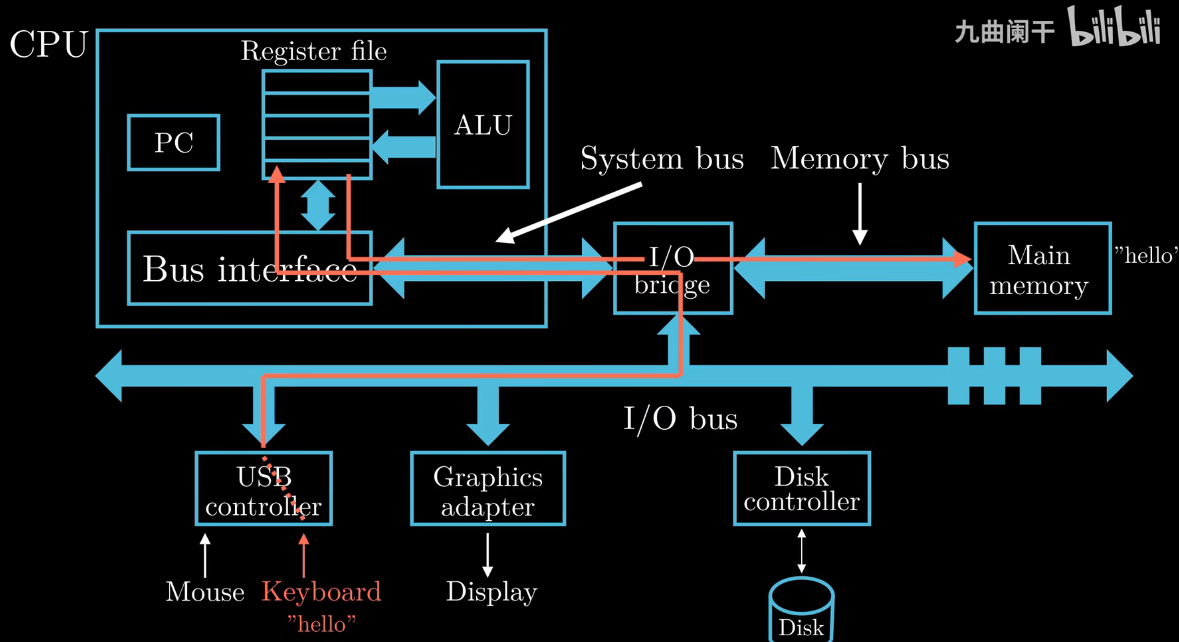 九曲阑干 bilibili
CPU
Register file
PC
ALU
System bus
Memory bus
Bus interface
I/O
bridge
Main
memory
"hello"
I/O bus
USB
controller
Graphics
adapter
Disk
controller
Mouse
Keyboard
"hello"
Display
Disk